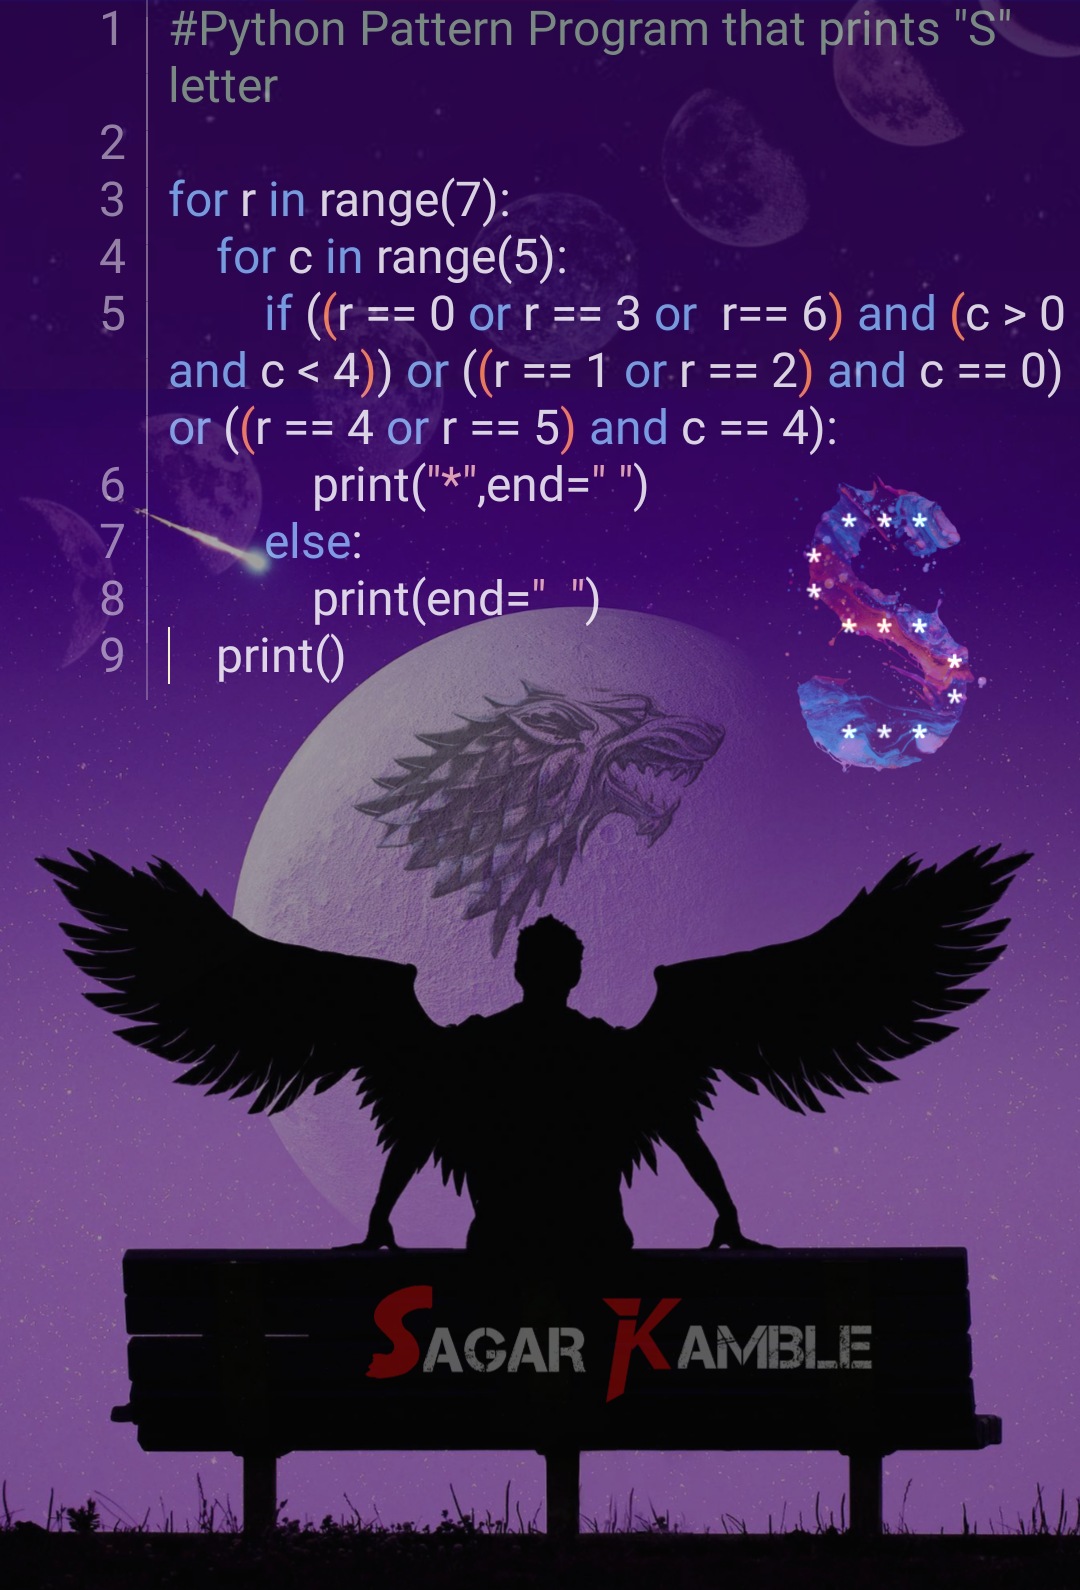 1 #Python Pattern Program that prints "S"
letter
2
3 for r in range(7):
4     for c in range(5):
5         if ((r == 0 or r == 3 or  r== 6) and (c > 0
and c < 4)) or ((r == 1 or r == 2) and c == 0)
or ((r == 4 or r == 5) and c == 4):
6             print("*",end=" ")
7         else:
8             print(end="  ")
9     print()
* * *
*
*
* * *
*
*
* * *
SAGAR KAMBLE